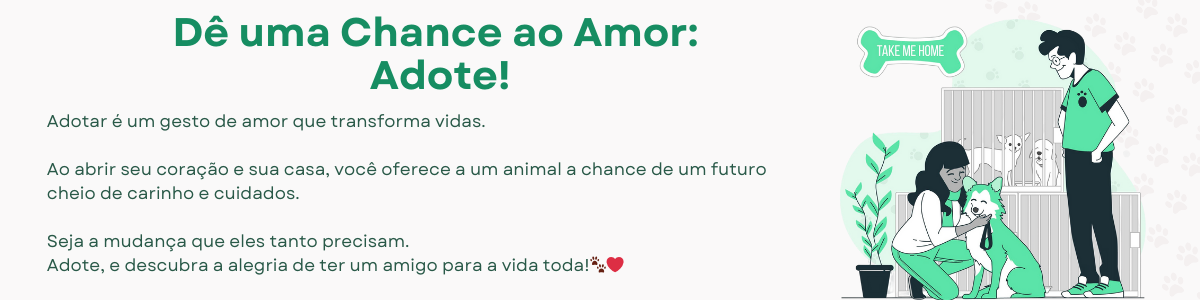 Dê uma Chance ao Amor:
Adote!
Adotar é um gesto de amor que transforma vidas.
Ao abrir seu coração e sua casa, você oferece a um animal a chance de um futuro
cheio de carinho e cuidados.
Seja a mudança que eles tanto precisam.
Adote, e descubra a alegria de ter um amigo para a vida toda!🐾❤️
TAKE ME HOME